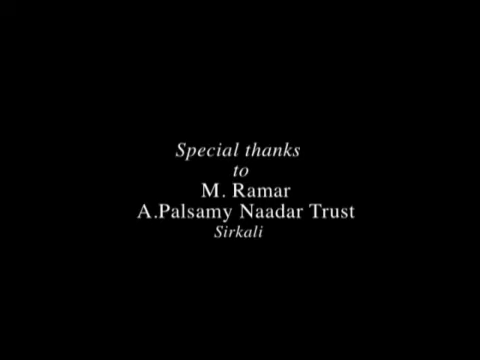 Special thanks
to
M. Ramar
A.Palsamy Naadar Trust
Sirkali